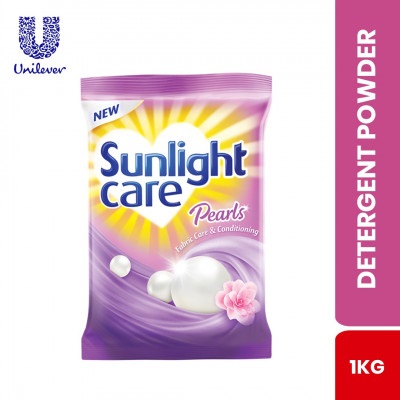 Unilever
NEW
Sunlight
care
Pearls
Fabric Care & Conditioning
DETERGENT POWDER
1KG